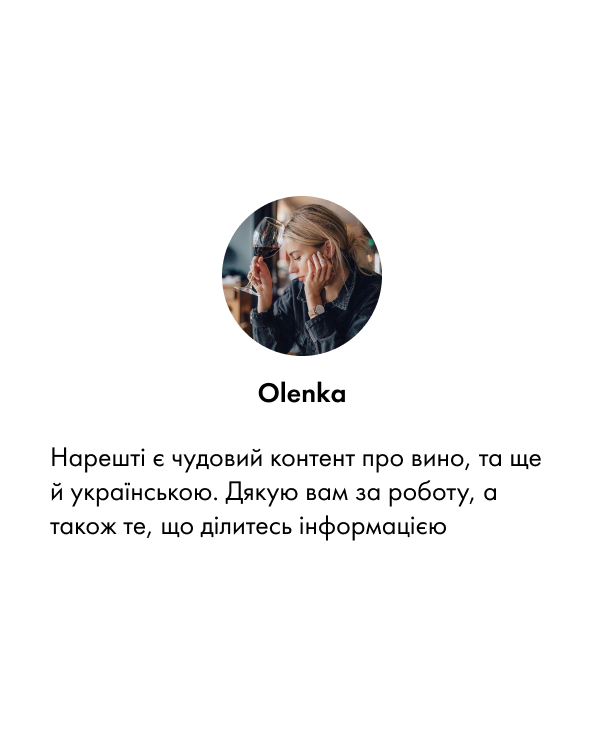 Olenka
Нарешті є чудовий контент про вино, та ще
й українською. Дякую вам за роботу, а
також те, що ділитесь інформацією